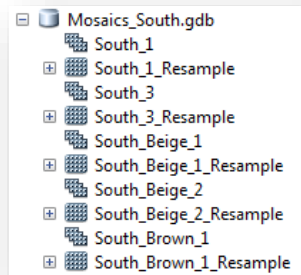 Mosaics_South.gdb
South_1
South_1_Resample
South_3
South_3_Resample
South_Beige_1
South_Beige_1_Resample
South_Beige_2
South_Beige_2_Resample
South_Brown_1
South_Brown_1_Resample